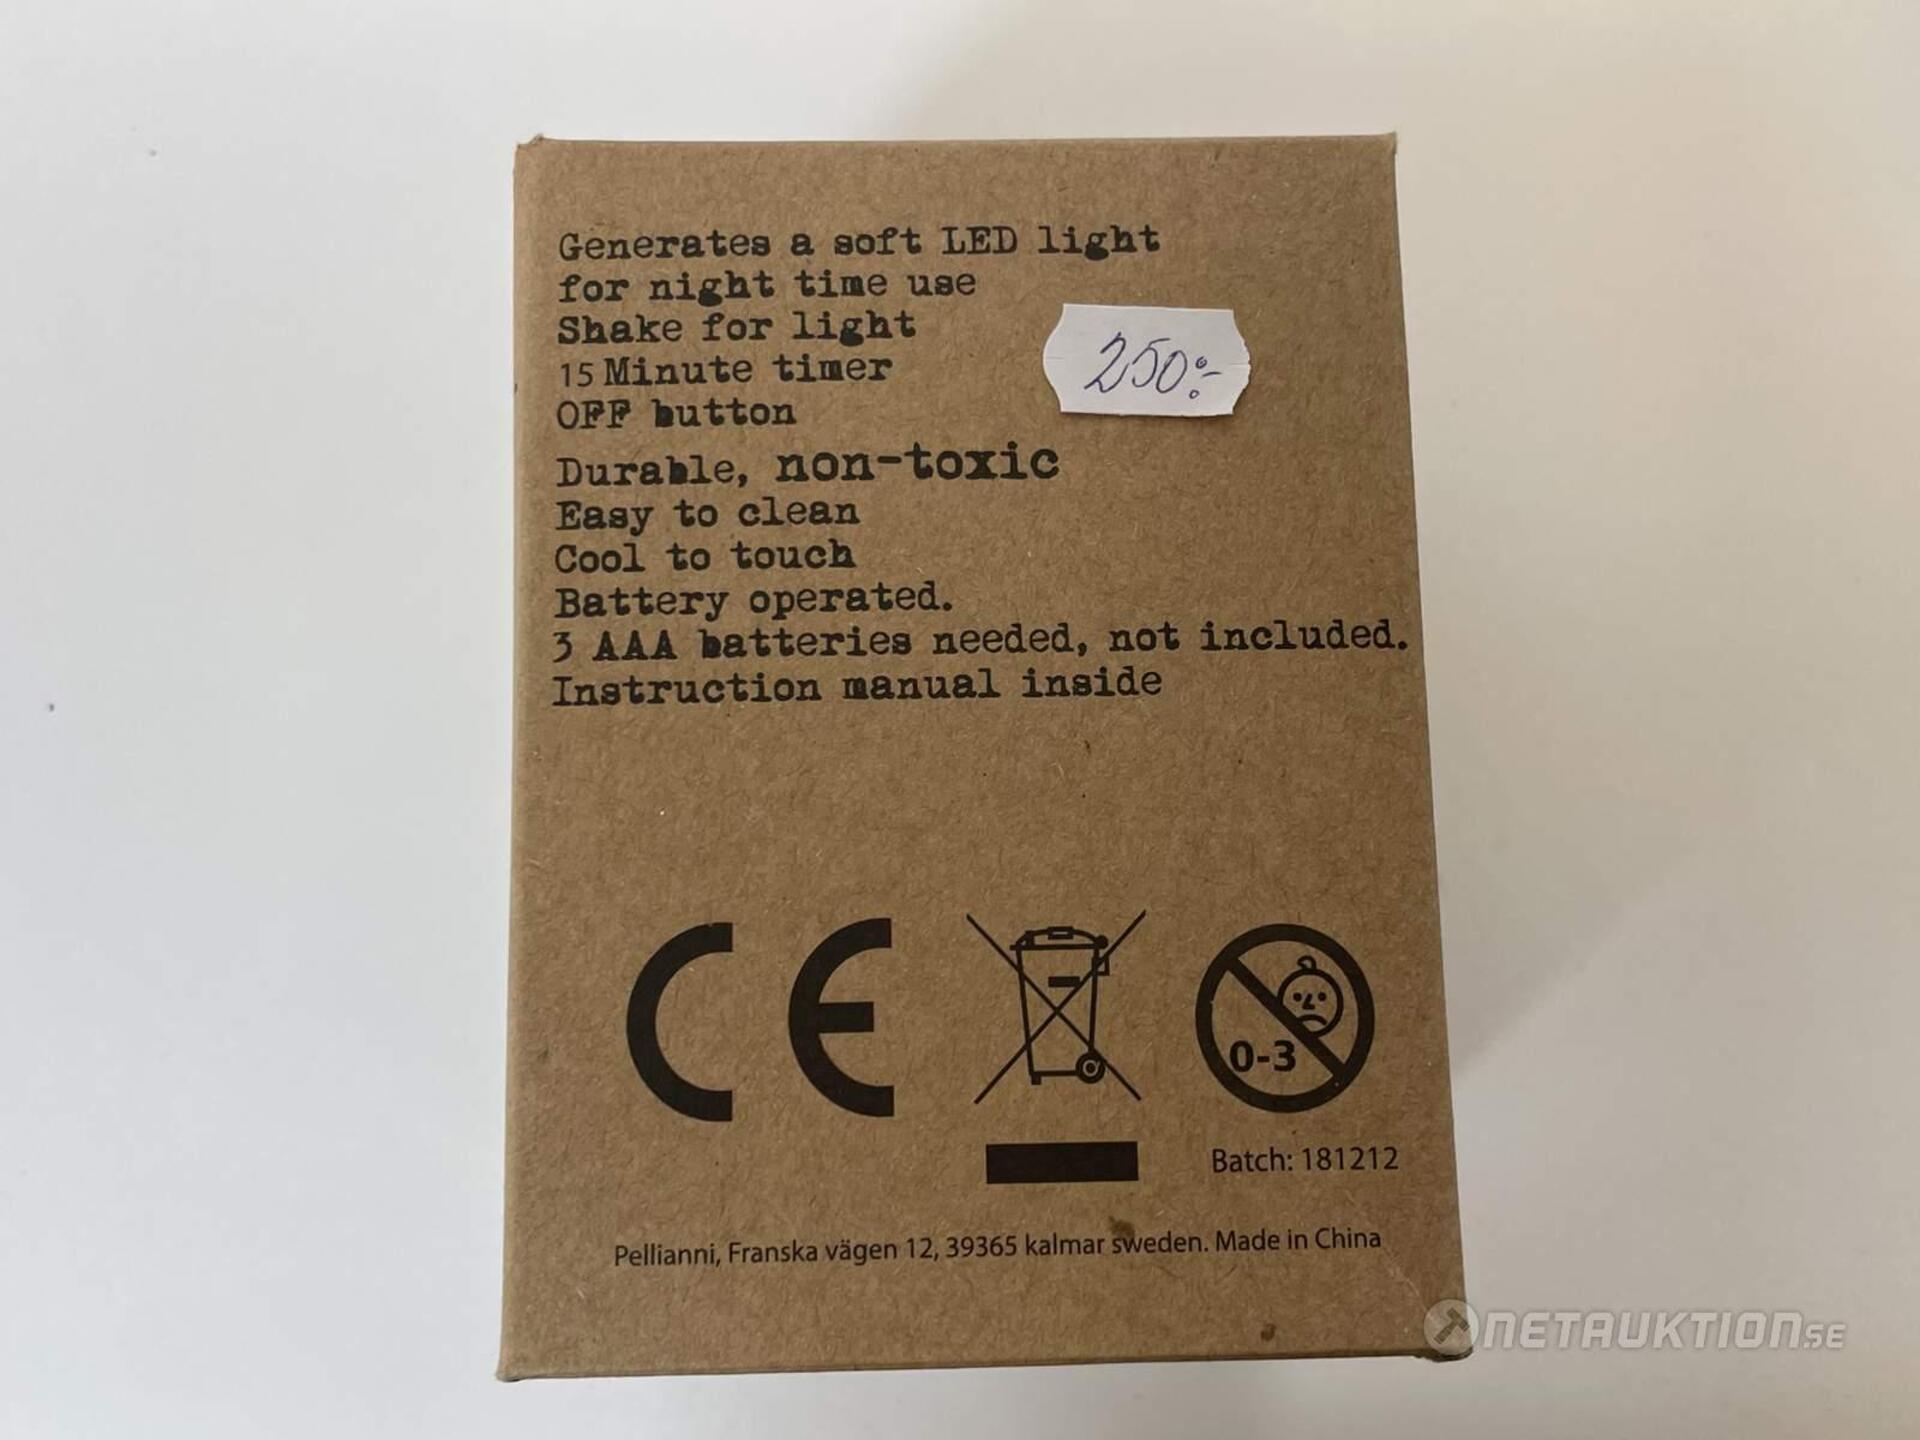 Generates a soft LED light
for night time use
Shake for light
15 Minute timer
OFF button
Durable, non-toxic
Easy to clean
Cool to touch
Battery operated.
3 AAA batteries needed, not included.
Instruction manual inside
250:-
CE
0-3
Batch: 181212
Pellianni, Franska vägen 12, 39365 kalmar sweden. Made in China
NETAUKTION.SE